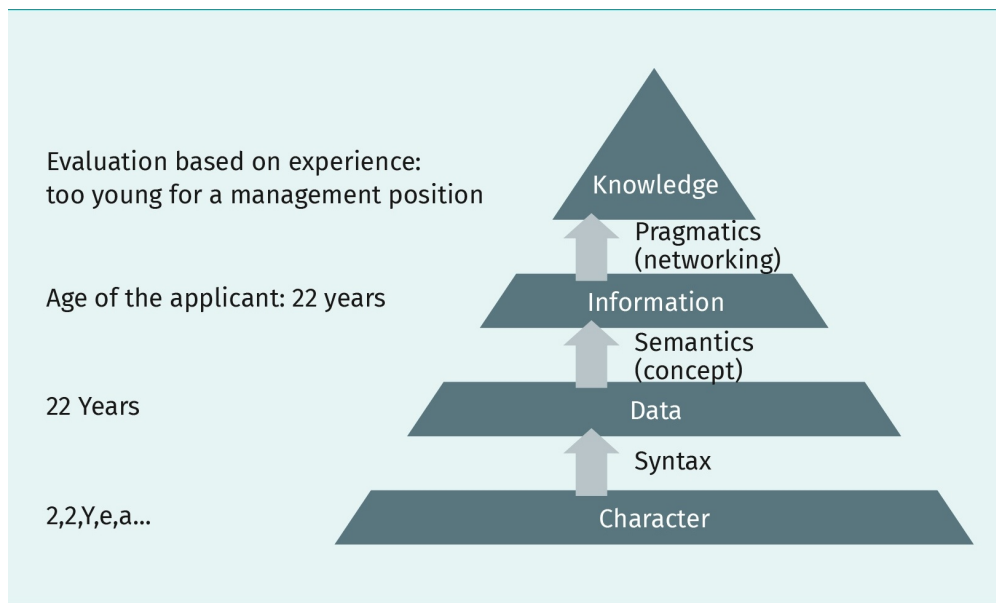 Evaluation based on experience:
too young for a management position
Knowledge
Pragmatics
(networking)
Age of the applicant: 22 years
Information
Semantics
(concept)
22 Years
Data
Syntax
2,2,Y,e,a...
Character